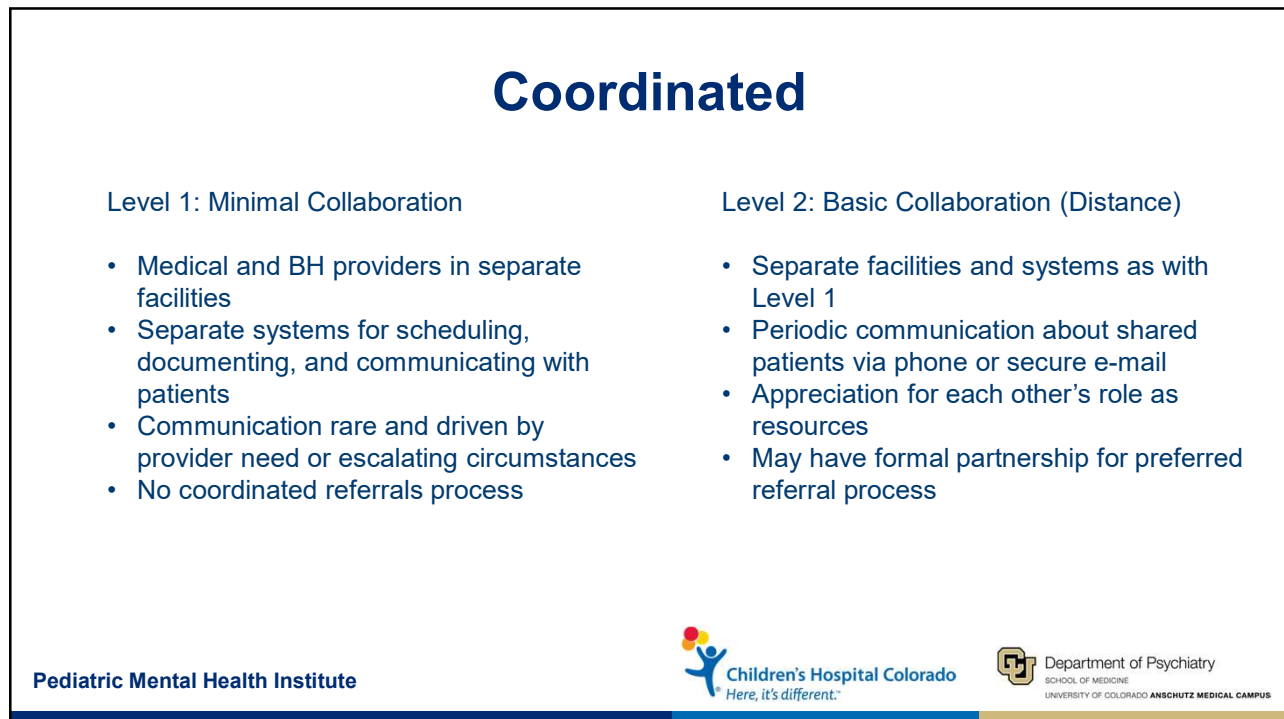 Coordinated
Level 1: Minimal Collaboration
• Medical and BH providers in separate
facilities
• Separate systems for scheduling,
documenting, and communicating with
patients
• Communication rare and driven by
provider need or escalating circumstances
• No coordinated referrals process
Level 2: Basic Collaboration (Distance)
• Separate facilities and systems as with
Level 1
• Periodic communication about shared
patients via phone or secure e-mail
• Appreciation for each other’s role as
resources
• May have formal partnership for preferred
referral process
Pediatric Mental Health Institute
Children's Hospital Colorado
Here, it's different.™
CU
Department of Psychiatry
SCHOOL OF MEDICINE
UNIVERSITY OF COLORADO ANSCHUTZ MEDICAL CAMPUS